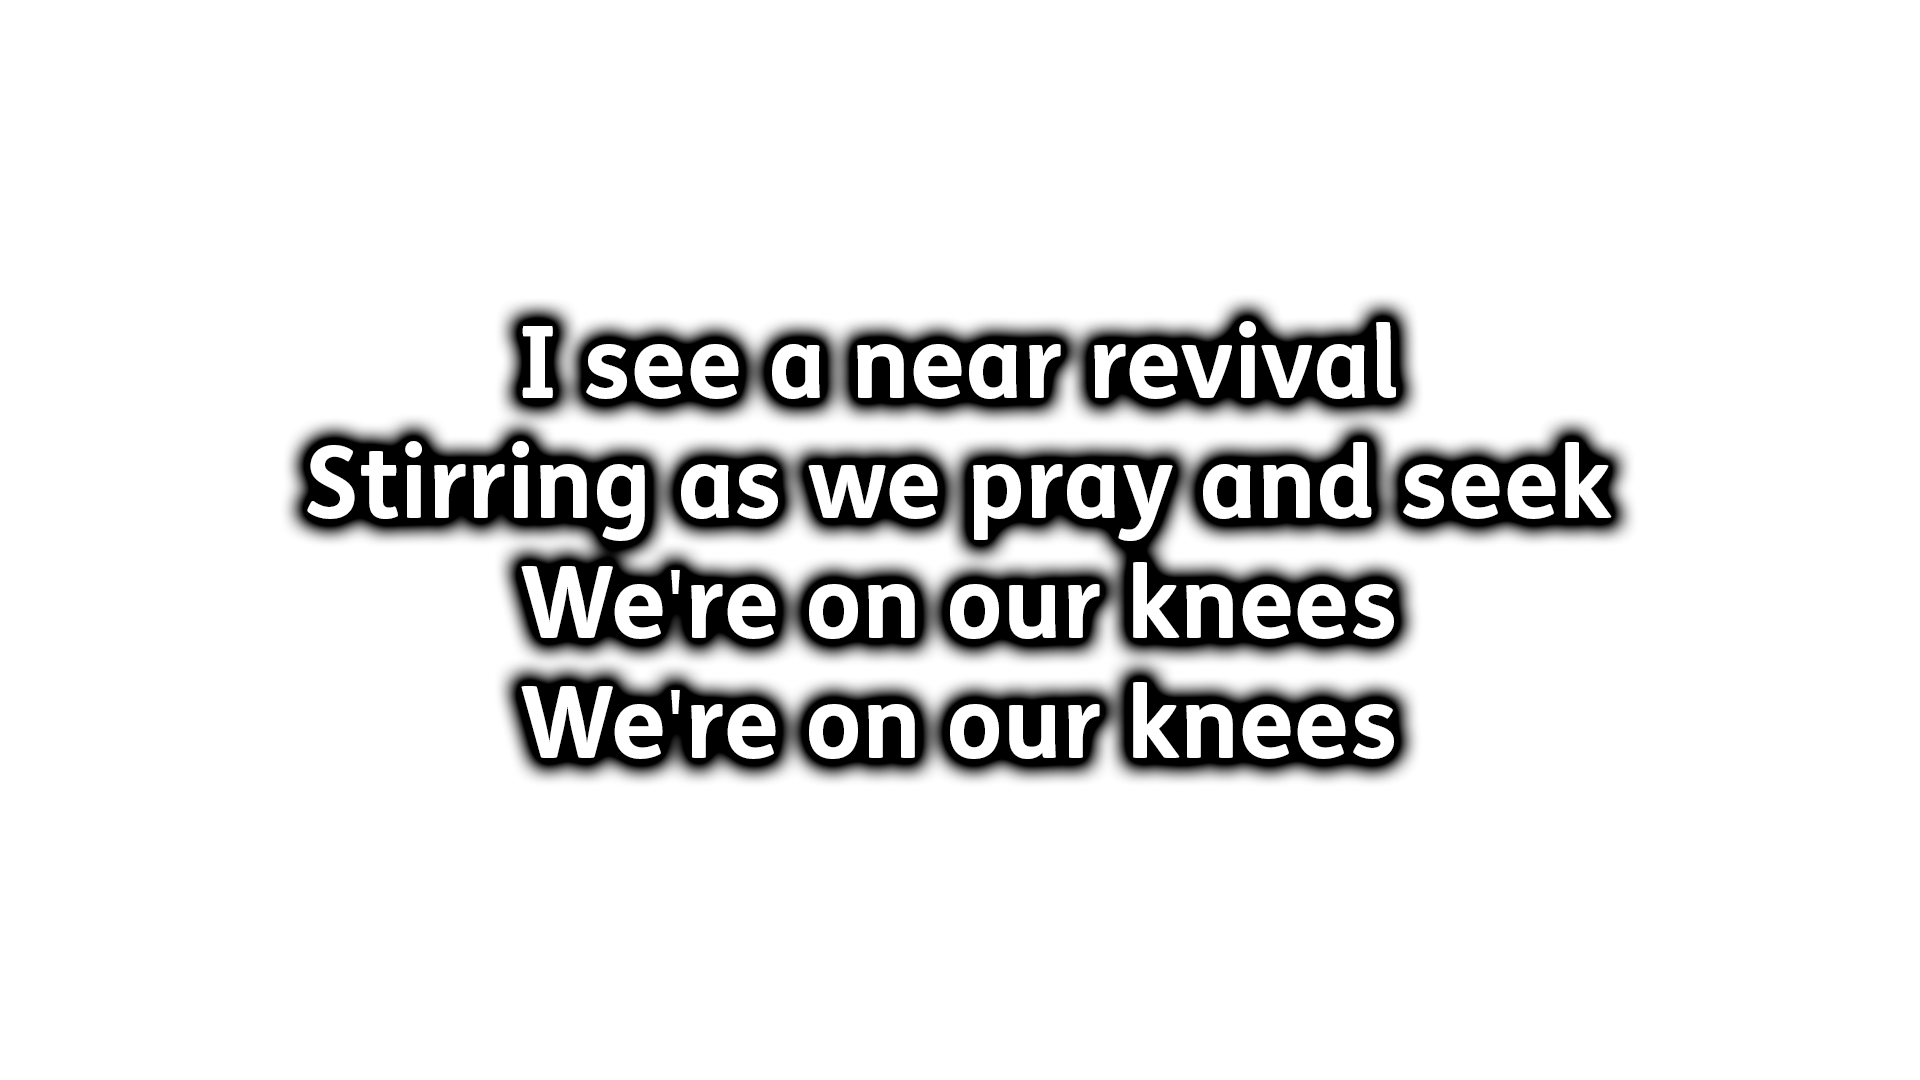 I see a near revival
Stirring as we pray and seek
We're on our knees
We're on our knees